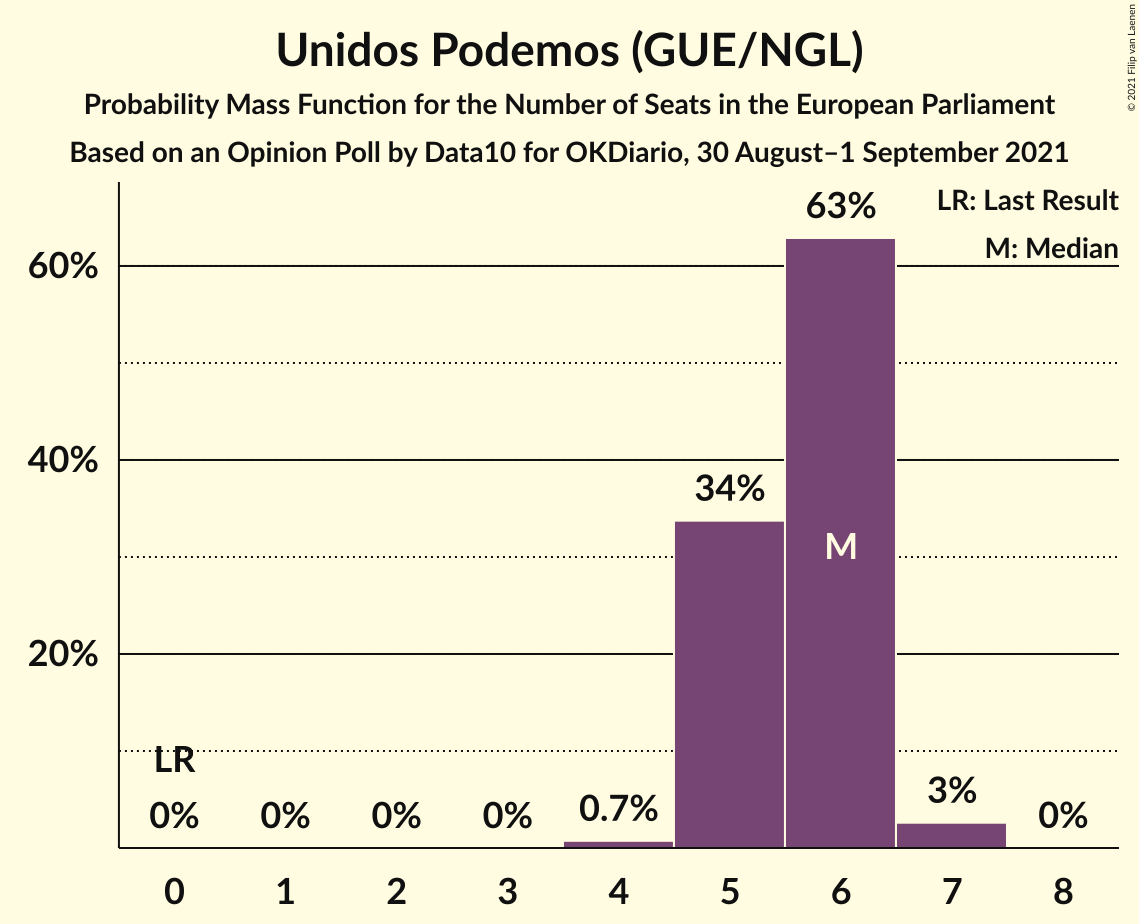 Unidos Podemos (GUE/NGL)
Probability Mass Function for the Number of Seats in the European Parliament
Based on an Opinion Poll by Data10 for OKDiario, 30 August–1 September 2021
© 2021 Filip van Laenen
LR: Last Result
M: Median
60%
40%
20%
63%
34%
M
LR
0%
0%
0%
0%
0.7%
3%
0%
0
1
2
3
4
5
6
7
8